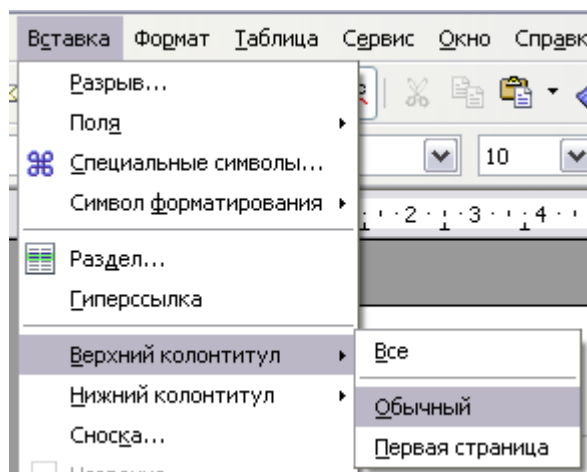 Вставка Формат Таблица Сервис Окно
Разрыв...
Поля
Специальные символы...
10
Символ форматирования
2 3 4
Раздел...
Гиперссылка
Верхний колонтитул
Все
Нижний колонтитул
Обычный
Сноска...
Первая страница